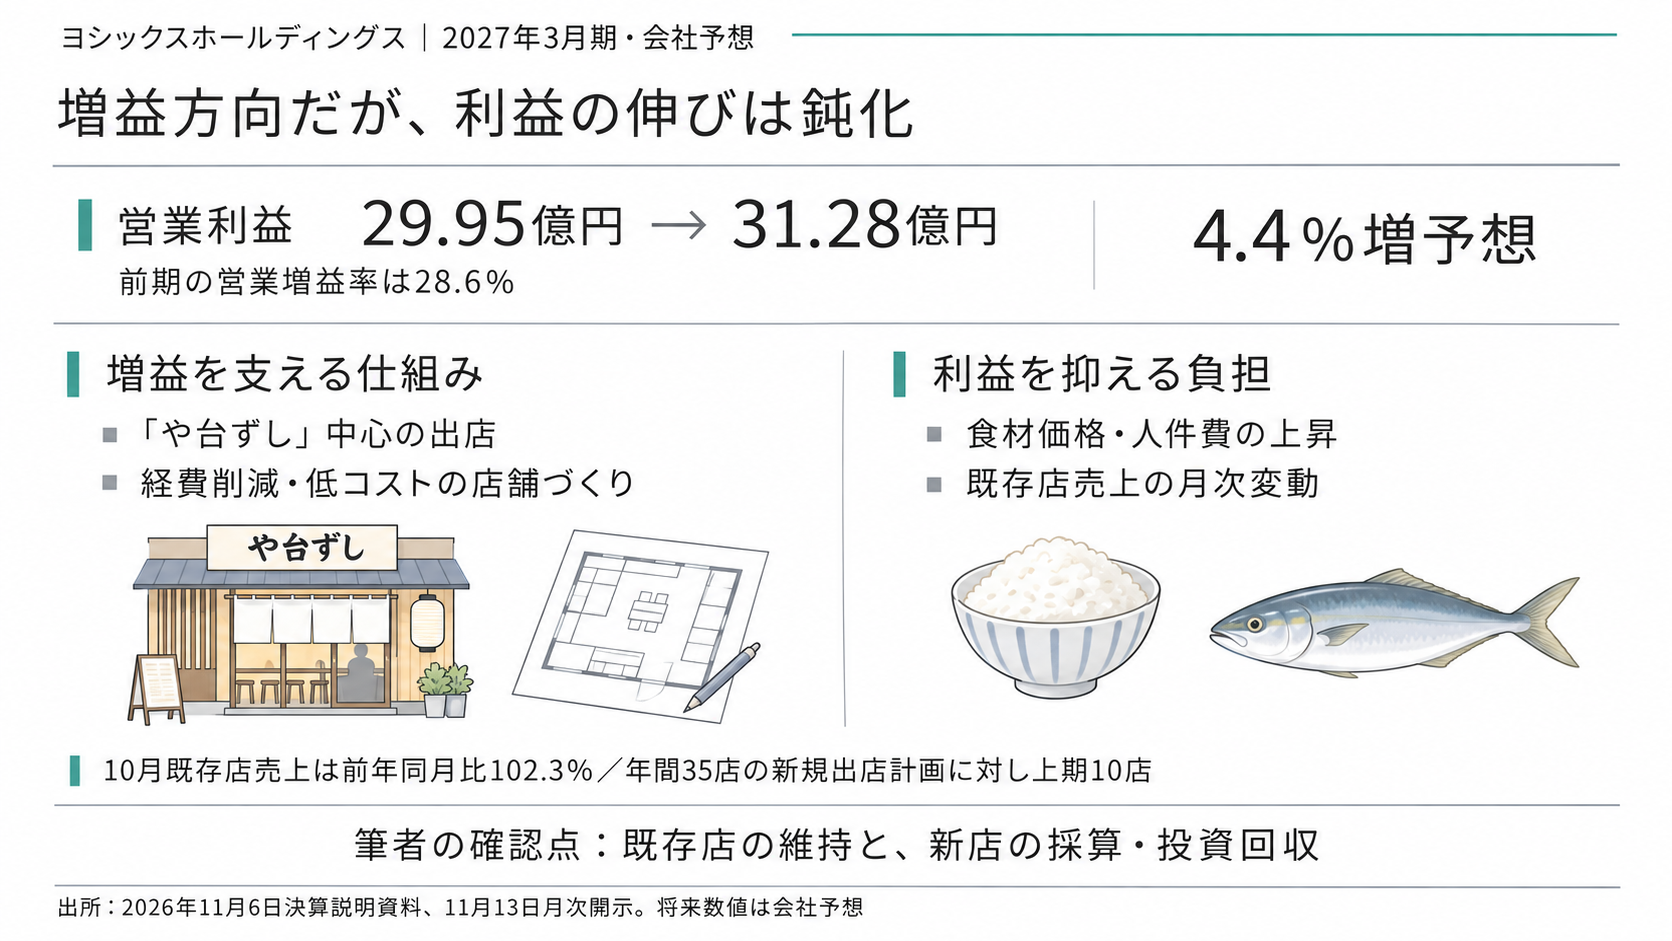 ヨシックスホールディングス｜2027年3月期・会社予想
増益方向だが、利益の伸びは鈍化
営業利益 29.95億円 → 31.28億円
4.4%増予想
前期の営業増益率は28.6%
増益を支える仕組み
■「や台ずし」中心の出店
■ 経費削減・低コストの店舗づくり
や台ずし
利益を抑える負担
■ 食材価格・人件費の上昇
■ 既存店売上の月次変動
10月既存店売上は前年同月比102.3%／年間35店の新規出店計画に対し上期10店
筆者の確認点：既存店の維持と、新店の採算・投資回収
出所：2026年11月6日決算説明資料、11月13日月次開示。将来数値は会社予想